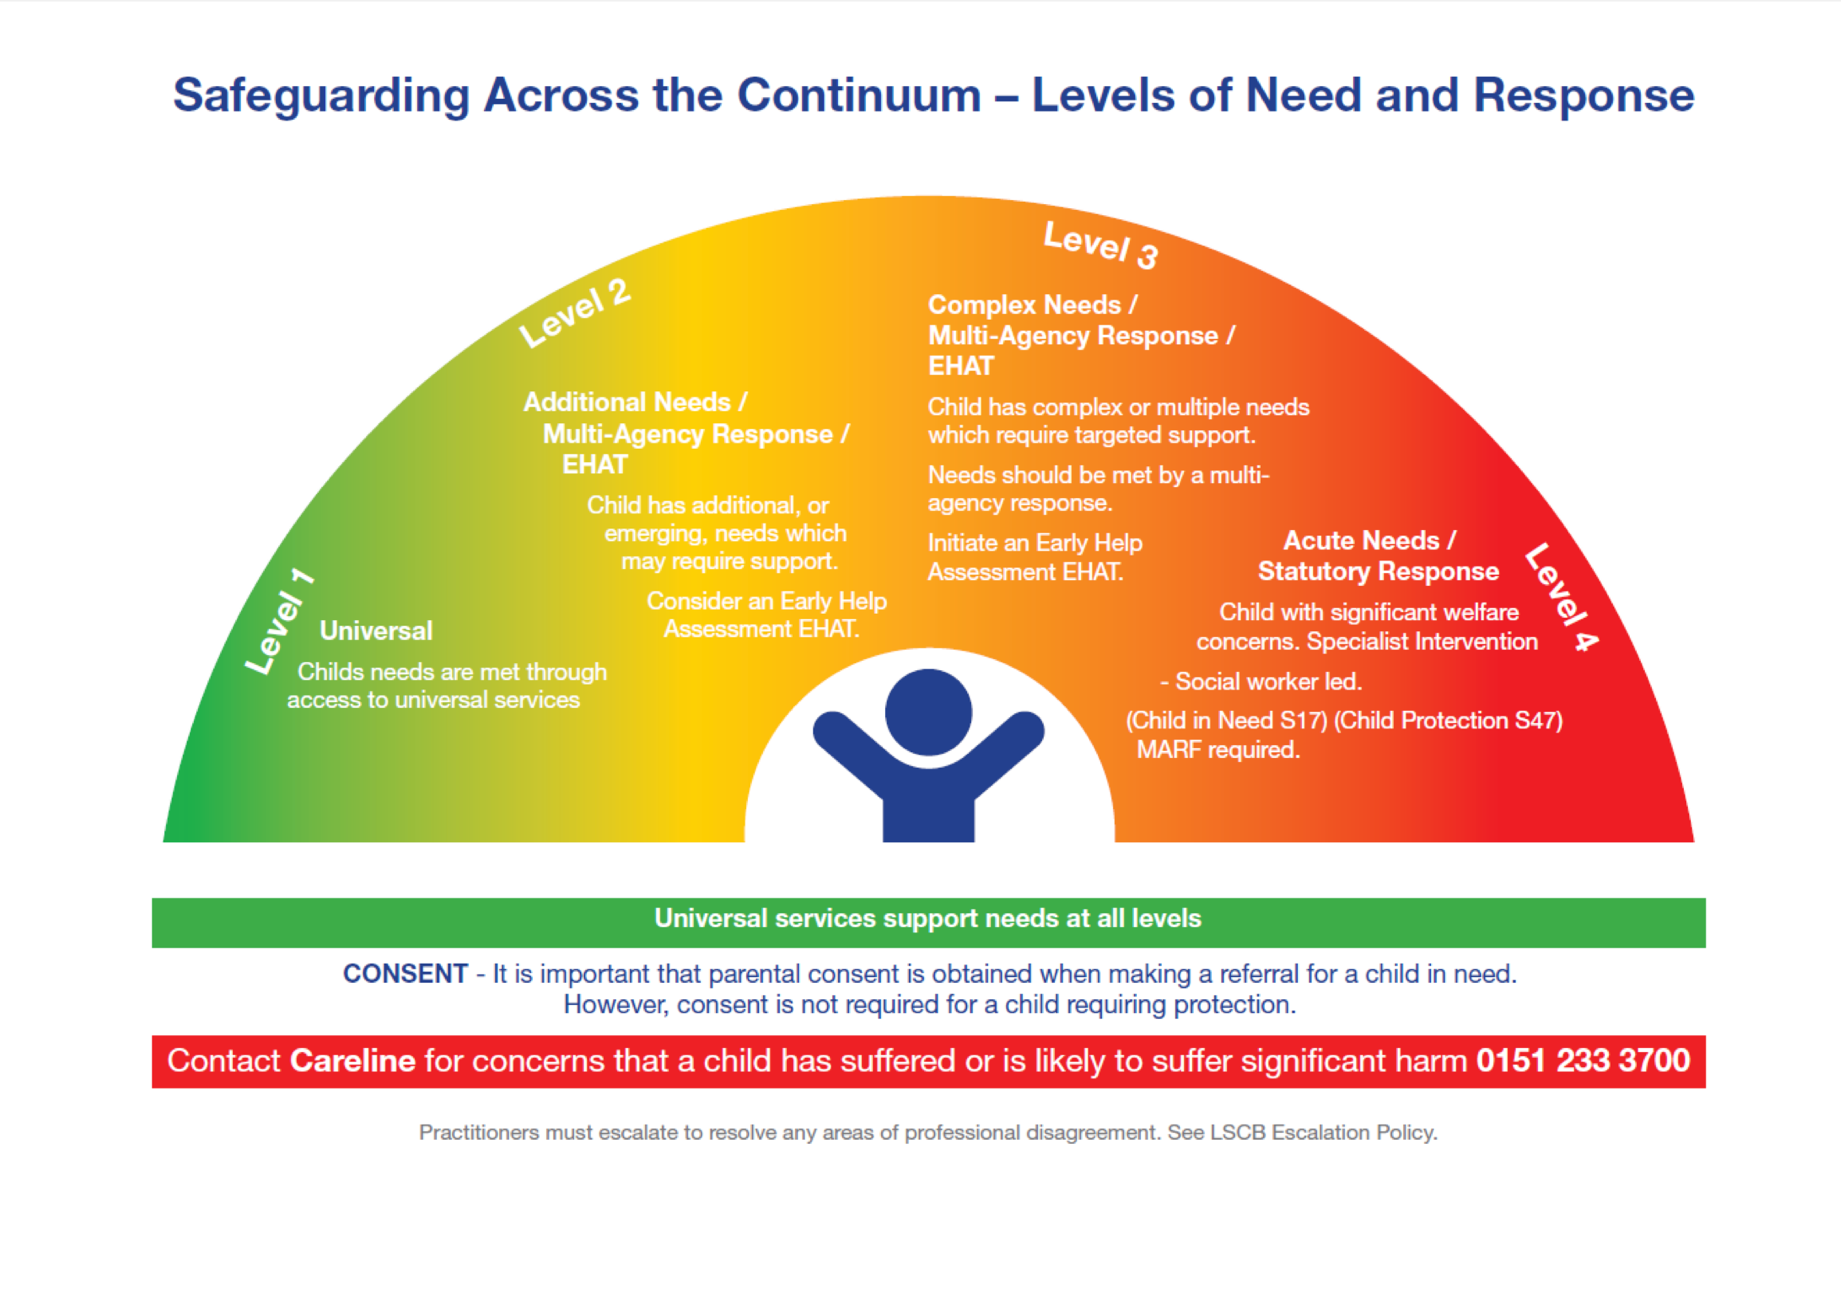 Safeguarding Across the Continuum – Levels of Need and Response
Level 1
Universal
Childs needs are met through
access to universal services
Level 2
Additional Needs /
Multi-Agency Response /
EHAT
Child has additional, or
emerging, needs which
may require support.
Consider an Early Help
Assessment EHAT.
Level 3
Complex Needs /
Multi-Agency Response /
EHAT
Child has complex or multiple needs
which require targeted support.
Needs should be met by a multi-
agency response.
Initiate an Early Help
Assessment EHAT.
Level 4
Acute Needs /
Statutory Response
Child with significant welfare
concerns. Specialist Intervention
- Social worker led.
(Child in Need S17) (Child Protection S47)
MARF required.
Universal services support needs at all levels
CONSENT - It is important that parental consent is obtained when making a referral for a child in need.
However, consent is not required for a child requiring protection.
Contact Careline for concerns that a child has suffered or is likely to suffer significant harm 0151 233 3700
Practitioners must escalate to resolve any areas of professional disagreement. See LSCB Escalation Policy.